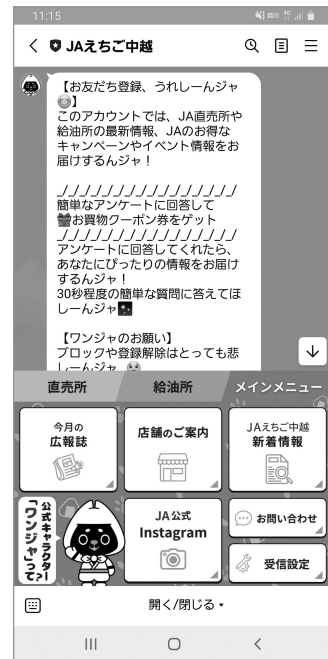 11:15
4G
JAえちご中越
【お友だち登録、うれしーんジャ
】
このアカウントでは、JA直売所や
給油所の最新情報、JAのお得な
キャンペーンやイベント情報をお
届けするんジャ！
_/_/_/_/_/_/_/_/_/_/_/_/_/_/_/_/_/
簡単なアンケートに回答して
お買物クーポン券をゲット
_/_/_/_/_/_/_/_/_/_/_/_/_/_/_/_/_/
アンケートに回答してくれたら、
あなたにぴったりの情報をお届け
するんジャ！
30秒程度の簡単な質問に答えてほ
しーんジャ
【ワンジャのお願い】
ブロックや登録解除はとっても悲
しーんジャ
直売所 給油所 メインメニュー
今月の
広報誌
店舗のご案内
JAえちご中越
新着情報
公式キャラクター
「ワンジャ」って?
JA公式
Instagram
お問い合わせ
受信設定
開く/閉じる▼